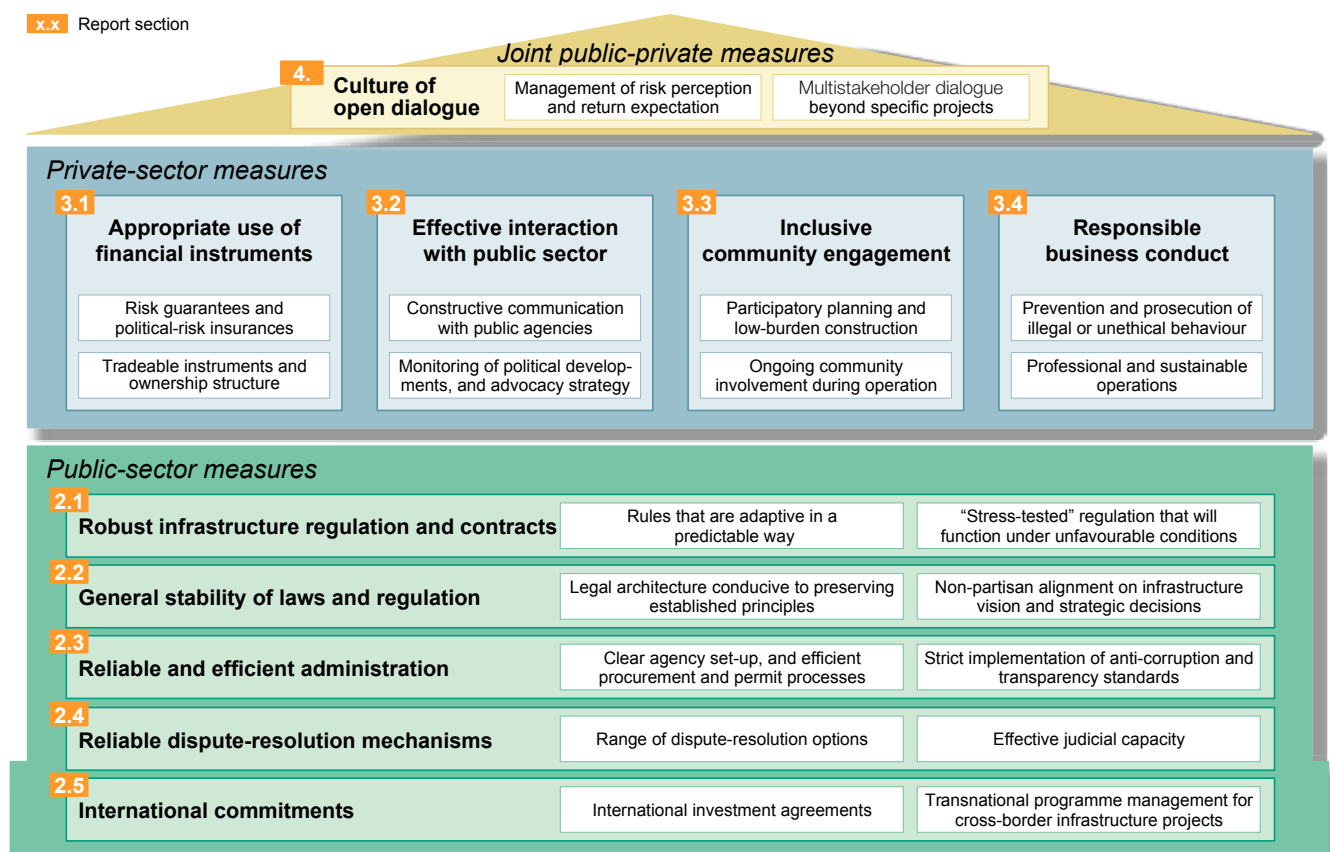 x.x Report section
Joint public-private measures
4.
Culture of
open dialogue
Management of risk perception
and return expectation
Multistakeholder dialogue
beyond specific projects
Private-sector measures
3.1
Appropriate use of
financial instruments
Risk guarantees and
political-risk insurances
Tradeable instruments and
ownership structure
3.2
Effective interaction
with public sector
Constructive communication
with public agencies
Monitoring of political develop-
ments, and advocacy strategy
3.3
Inclusive
community engagement
Participatory planning and
low-burden construction
Ongoing community
involvement during operation
3.4
Responsible
business conduct
Prevention and prosecution of
illegal or unethical behaviour
Professional and sustainable
operations
Public-sector measures
2.1
Robust infrastructure regulation and contracts
Rules that are adaptive in a
predictable way
“Stress-tested” regulation that will
function under unfavourable conditions
2.2
General stability of laws and regulation
Legal architecture conducive to preserving
established principles
Non-partisan alignment on infrastructure
vision and strategic decisions
2.3
Reliable and efficient administration
Clear agency set-up, and efficient
procurement and permit processes
Strict implementation of anti-corruption and
transparency standards
2.4
Reliable dispute-resolution mechanisms
Range of dispute-resolution options
Effective judicial capacity
2.5
International commitments
International investment agreements
Transnational programme management for
cross-border infrastructure projects